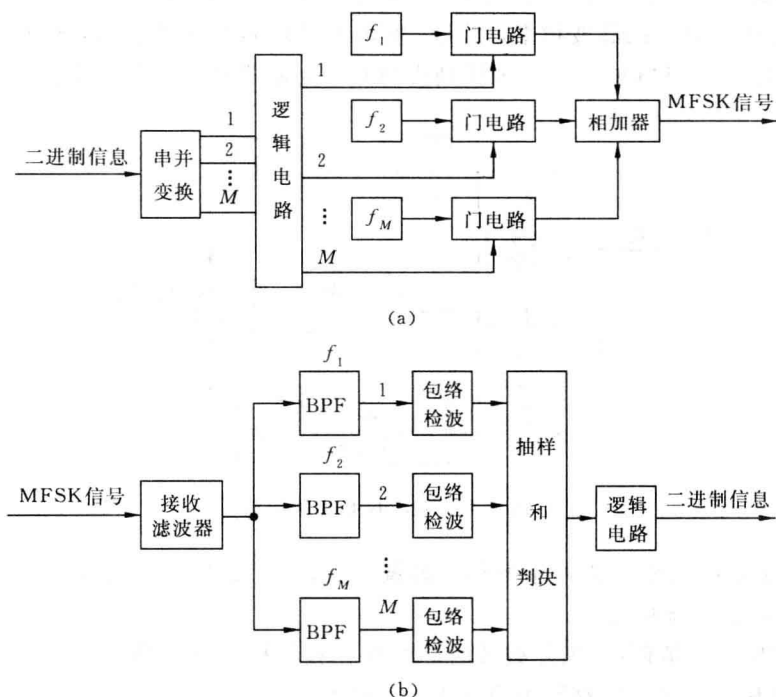 f₁ 门电路
1
MFSK信号
f₂ 门电路 相加器
二进制信息 串并变换 1 2 ⋮ M 逻辑电路
2
⋮ f_M 门电路
M
(a)
f₁
BPF 1 包络检波
f₂
MFSK信号 接收滤波器 BPF 2 包络检波 抽样和判决 逻辑电路 二进制信息
⋮
f_M
BPF M 包络检波
(b)